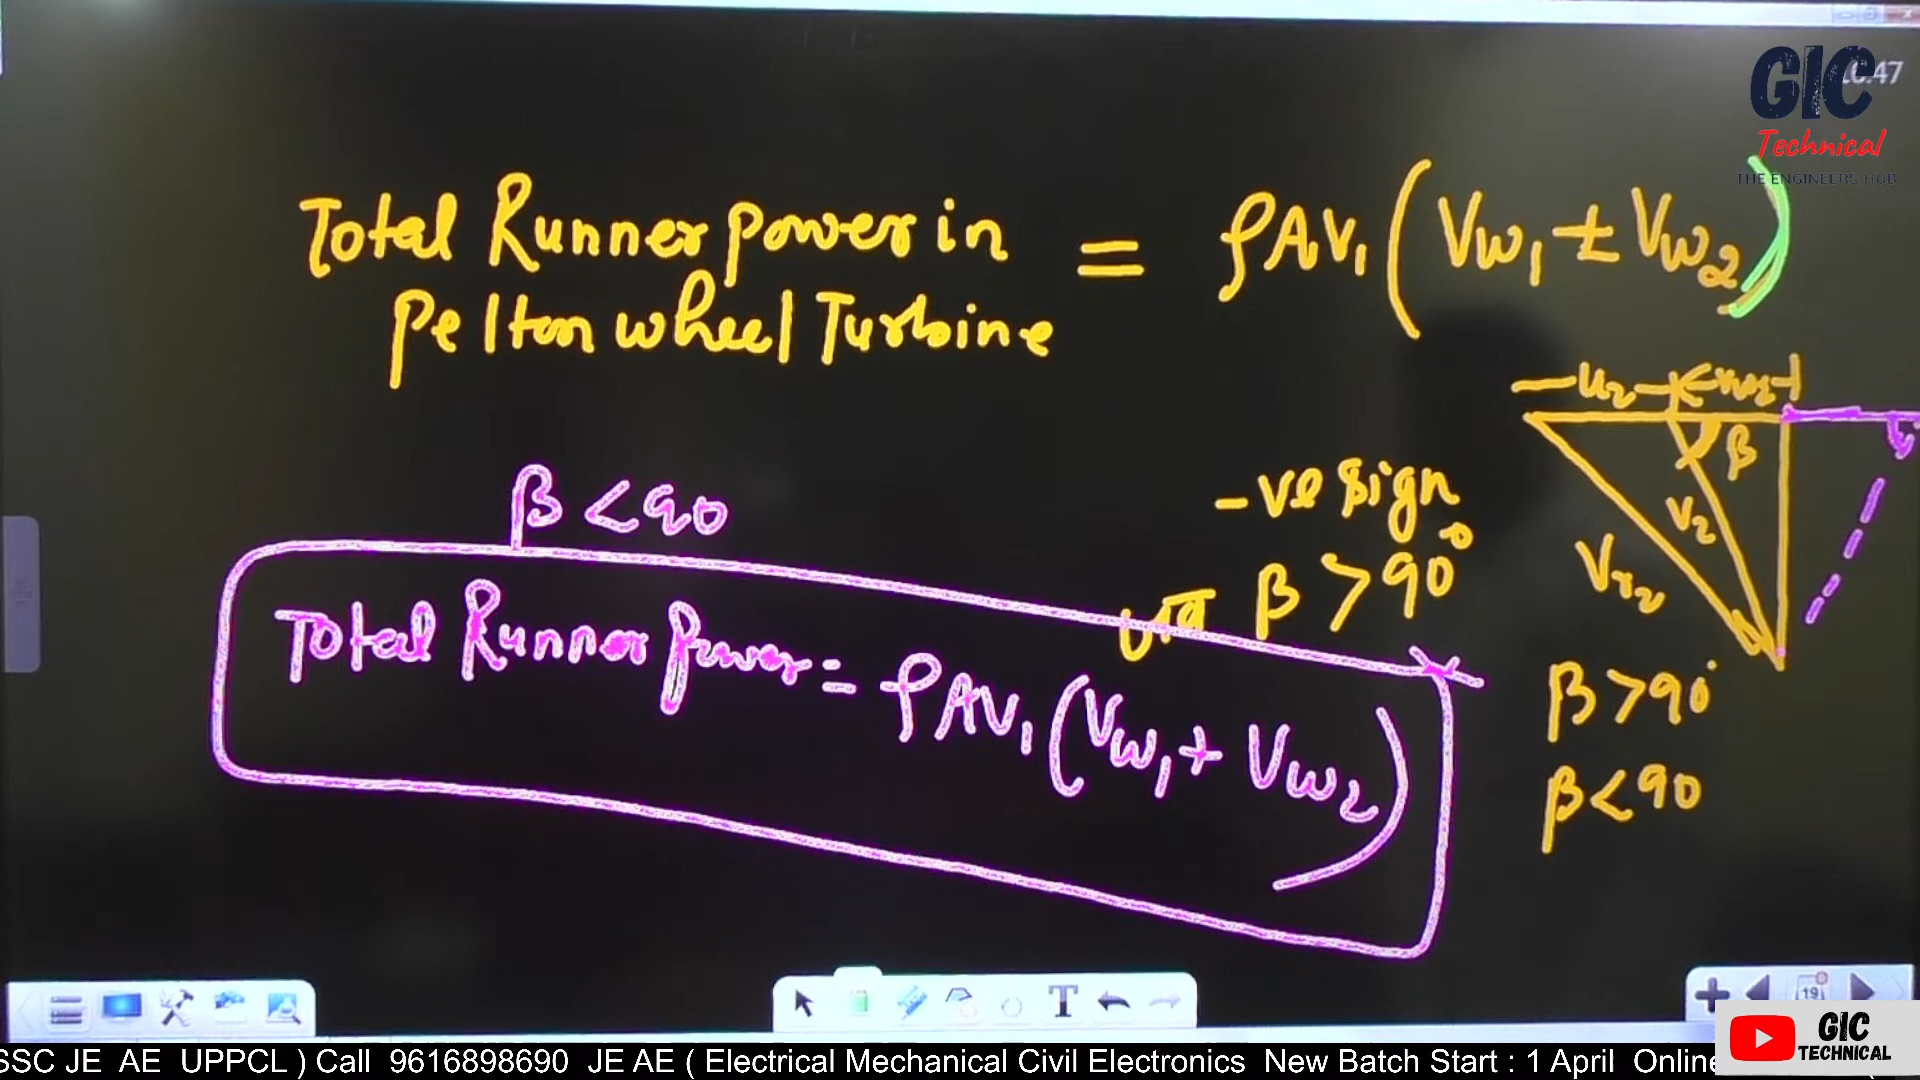 GIC
Technical
THE ENGINEERS HUB
Total Runner power in
Pelton wheel Turbine
= ρAV₁ (Vw₁ ± Vw₂)
u₂
Vw₂
β
V₂
Vr₂
-ve sign
β > 90°
β < 90
Total Runner power = ρAV₁ (Vw₁ + Vw₂)
β > 90°
β < 90
T
19
GIC
TECHNICAL
SSC JE AE UPPCL ) Call 9616898690 JE AE ( Electrical Mechanical Civil Electronics New Batch Start : 1 April Online